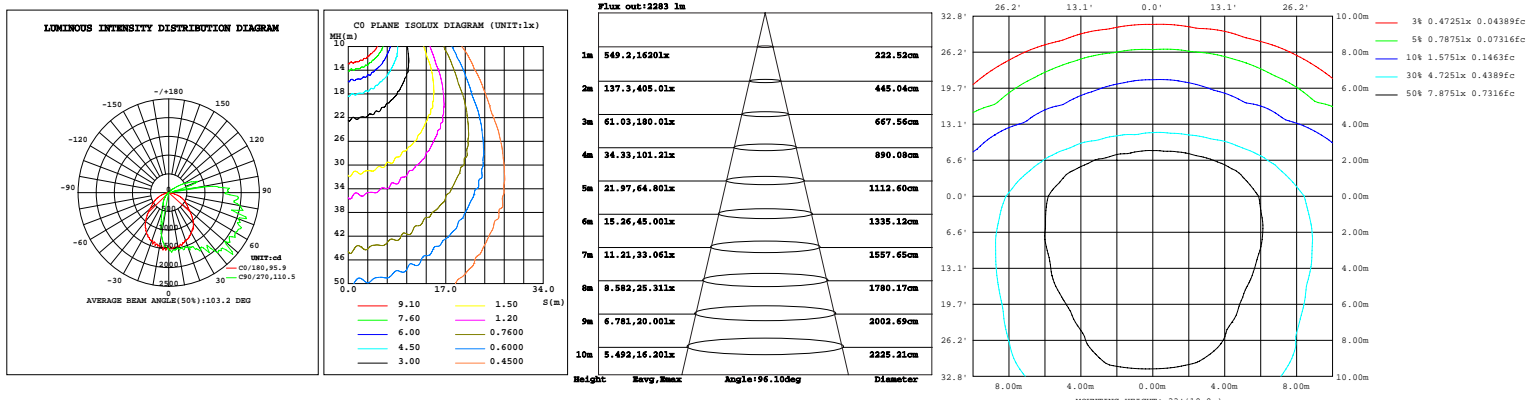 LUMINOUS INTENSITY DISTRIBUTION DIAGRAM
-/+180
-150 150
-120 120
-90 90
-60 60
-30 30
0
0
500
1000
1500
2000
2500
UNIT:cd
C0/180,95.9
C90/270,110.5
AVERAGE BEAM ANGLE(50%):103.2 DEG
C0 PLANE ISOLUX DIAGRAM (UNIT:lx)
MH(m)
10
14
18
22
26
30
34
38
42
46
50
0.0 17.0 34.0
S(m)
9.10 1.50
7.60 1.20
6.00 0.7600
4.50 0.6000
3.00 0.4500
Flux out:2283 lm
1m 549.2,1620lx 222.52cm
2m 137.3,405.0lx 445.04cm
3m 61.03,180.0lx 667.56cm
4m 34.33,101.2lx 890.08cm
5m 21.97,64.80lx 1112.60cm
6m 15.26,45.00lx 1335.12cm
7m 11.21,33.06lx 1557.65cm
8m 8.582,25.31lx 1780.17cm
9m 6.781,20.00lx 2002.69cm
10m 5.492,16.20lx 2225.21cm
Height Eavg,Emax Angle:96.10deg Diameter
26.2' 13.1' 0.0' 13.1' 26.2'
32.8' 10.00m
26.2' 8.00m
19.7' 6.00m
13.1' 4.00m
6.6' 2.00m
0.0' 0.00m
6.6' 2.00m
13.1' 4.00m
19.7' 6.00m
26.2' 8.00m
32.8' 10.00m
8.00m 4.00m 0.00m 4.00m 8.00m
3% 0.4725lx 0.04389fc
5% 0.7875lx 0.07316fc
10% 1.575lx 0.1463fc
30% 4.725lx 0.4389fc
50% 7.875lx 0.7316fc